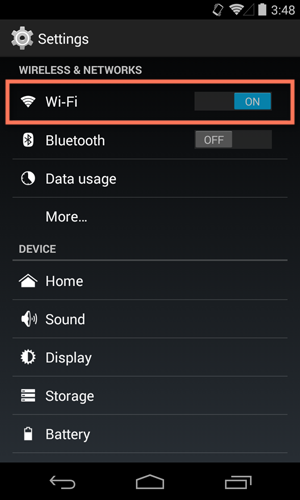 3:48
Settings
WIRELESS & NETWORKS
Wi-Fi ON
Bluetooth OFF
Data usage
More...
DEVICE
Home
Sound
Display
Storage
Battery